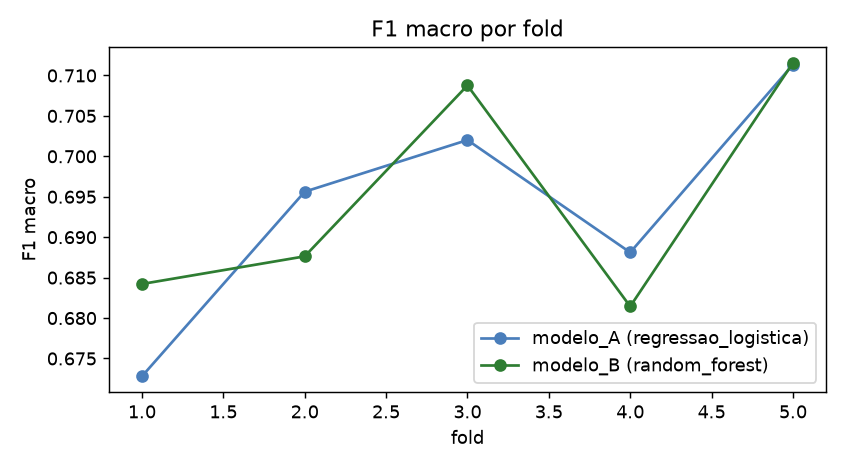 F1 macro por fold
0.710
0.705
0.700
0.695
0.690
0.685
0.680
0.675
F1 macro
modelo_A (regressao_logistica)
modelo_B (random_forest)
1.0 1.5 2.0 2.5 3.0 3.5 4.0 4.5 5.0
fold